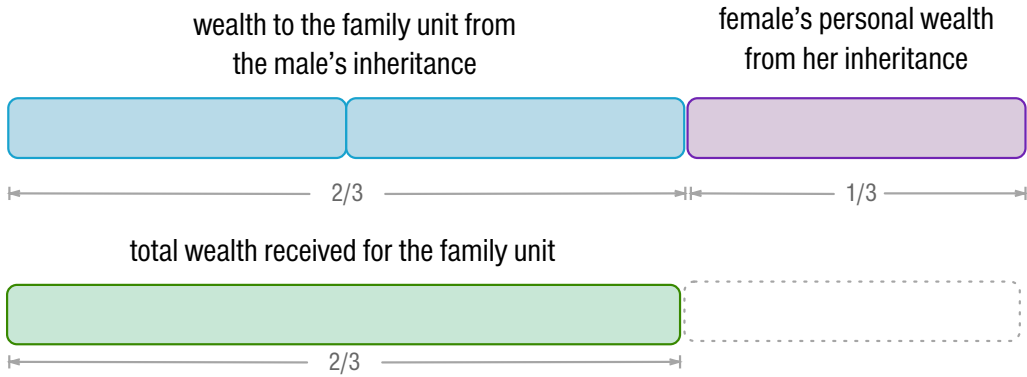 wealth to the family unit from
the male's inheritance
female's personal wealth
from her inheritance
2/3
1/3
total wealth received for the family unit
2/3